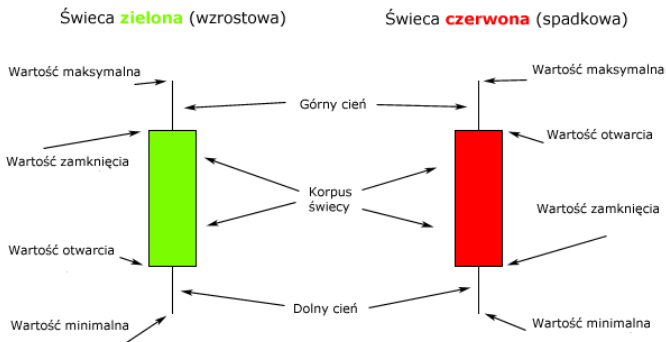 Świeca zielona (wzrostowa)
Świeca czerwona (spadkowa)
Wartość maksymalna
Wartość maksymalna
Górny cień
Wartość otwarcia
Wartość zamknięcia
Korpus
świecy
Wartość zamknięcia
Wartość otwarcia
Dolny cień
Wartość minimalna
Wartość minimalna